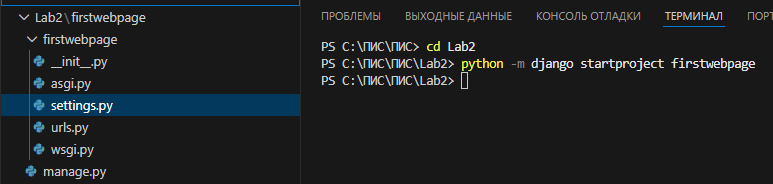 Lab2\firstwebpage
firstwebpage
__init__.py
asgi.py
settings.py
urls.py
wsgi.py
manage.py
ПРОБЛЕМЫ ВЫХОДНЫЕ ДАННЫЕ КОНСОЛЬ ОТЛАДКИ ТЕРМИНАЛ ПОРТ
PS C:\ПИС\ПИС> cd Lab2
PS C:\ПИС\ПИС\Lab2> python -m django startproject firstwebpage
PS C:\ПИС\ПИС\Lab2>